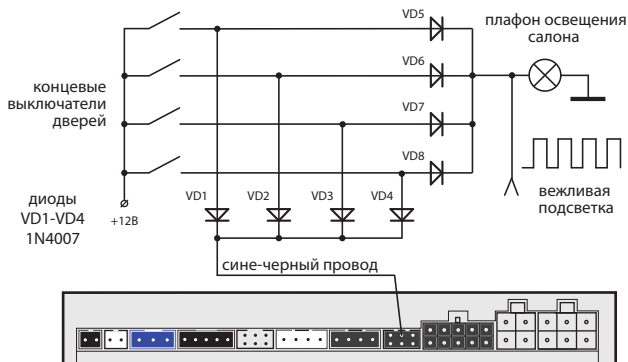 VD5
VD6
VD7
VD8
плафон освещения
салона
концевые
выключатели
дверей
вежливая
подсветка
диоды
VD1-VD4
1N4007
+12В
VD1
VD2
VD3
VD4
сине-черный провод